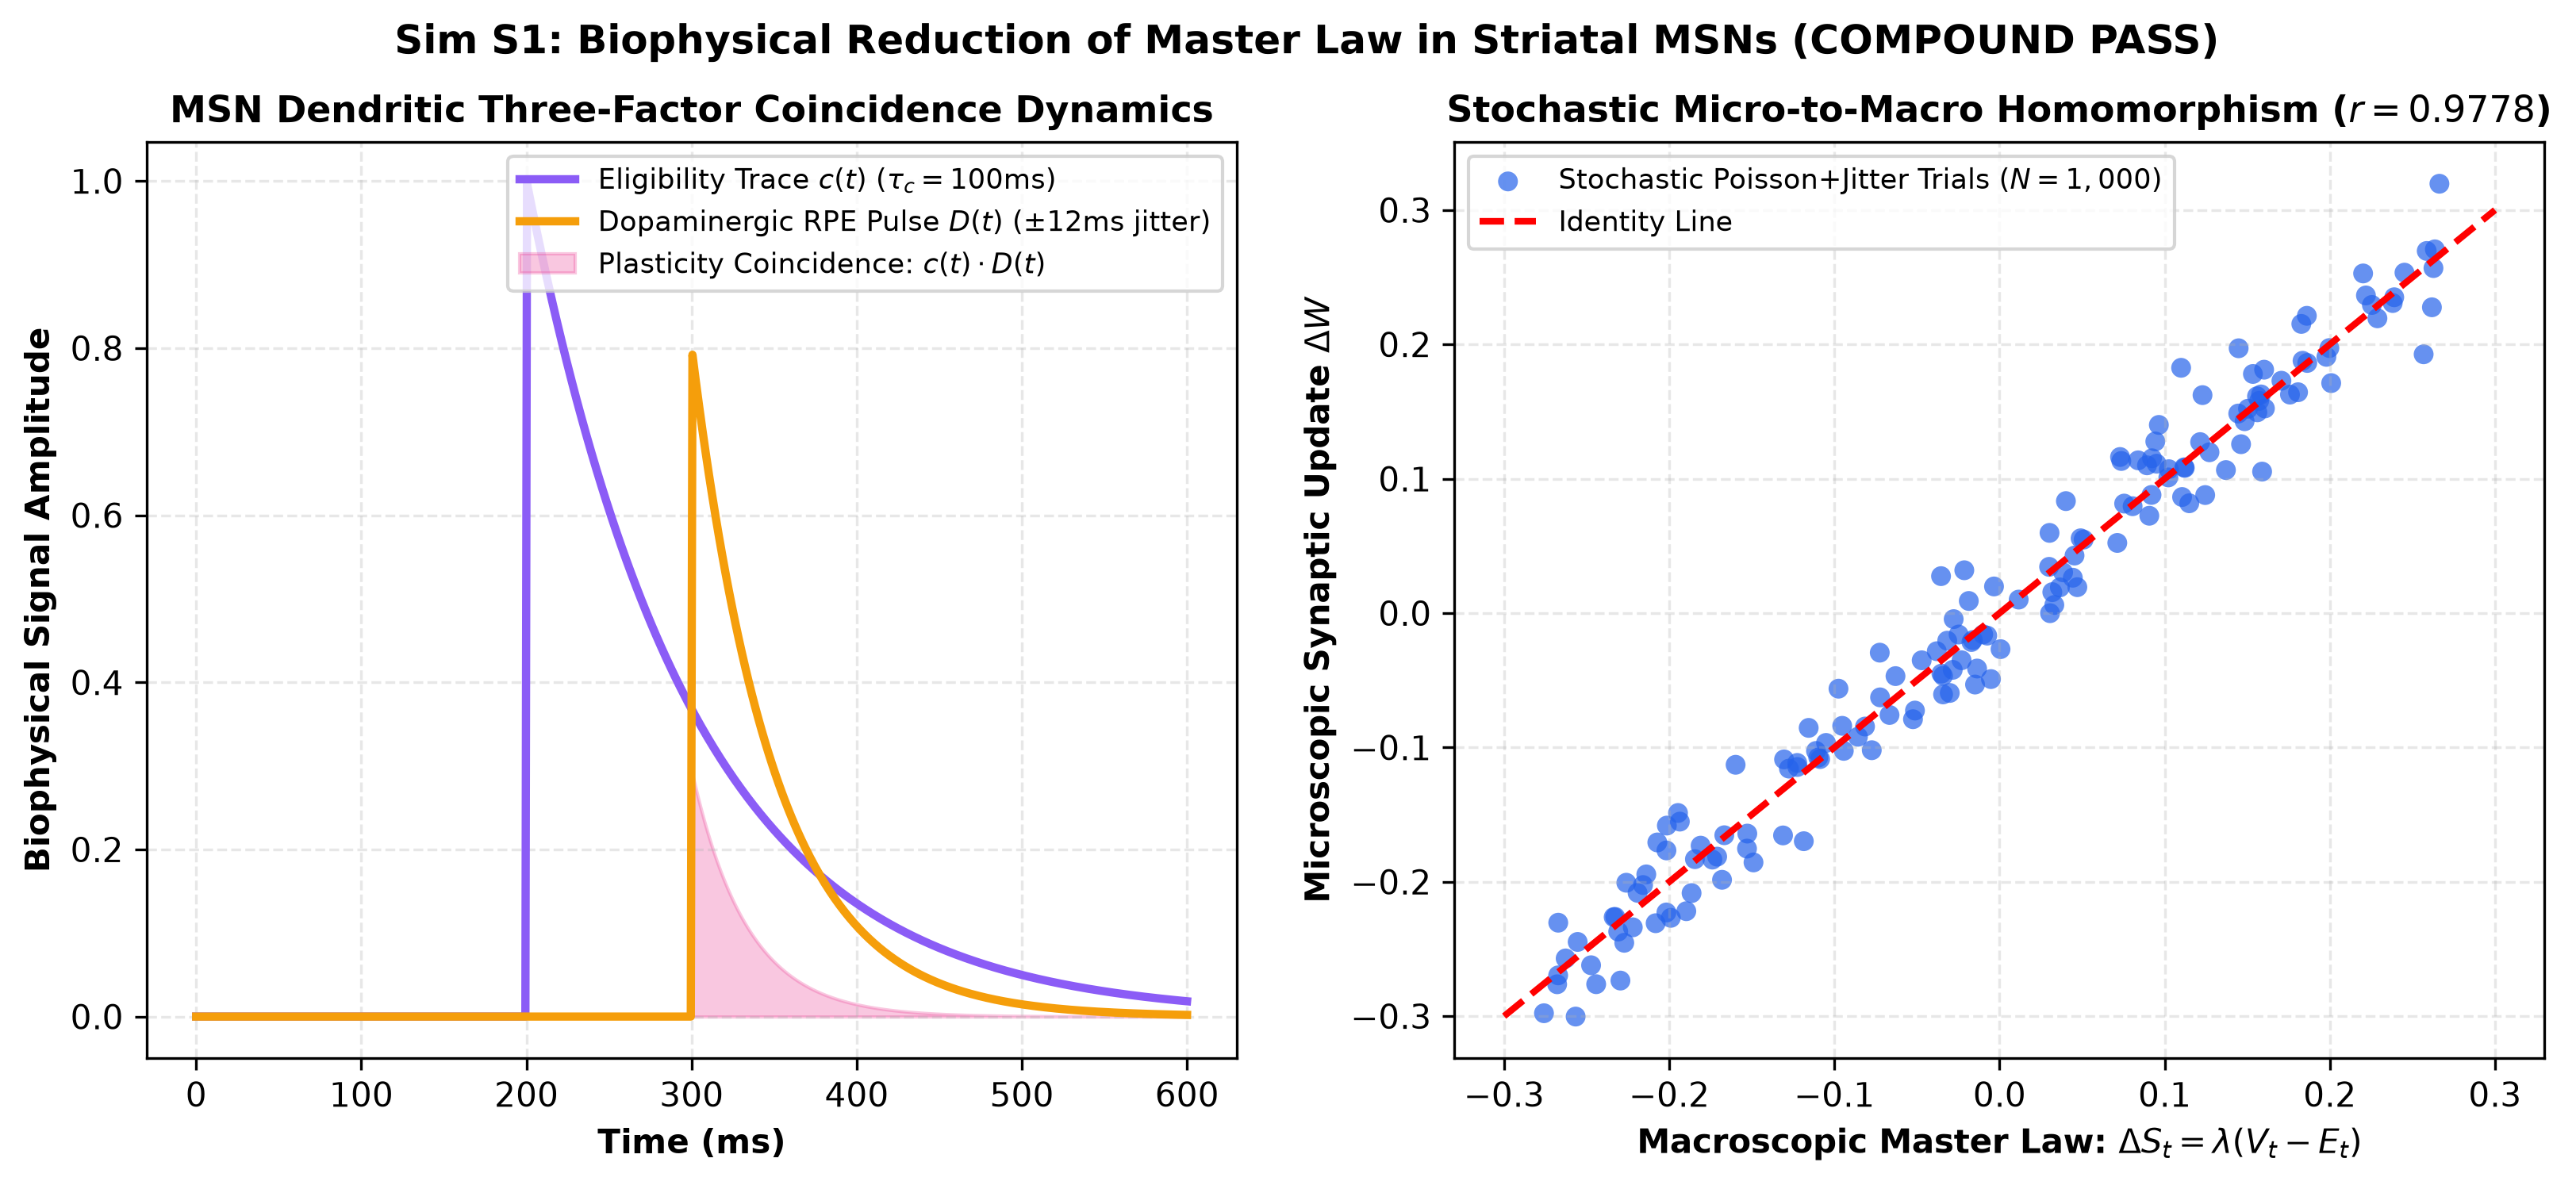 Sim S1: Biophysical Reduction of Master Law in Striatal MSNs (COMPOUND PASS)
MSN Dendritic Three-Factor Coincidence Dynamics
Eligibility Trace c(t) (τc = 100ms)
Dopaminergic RPE Pulse D(t) (±12ms jitter)
Plasticity Coincidence: c(t) · D(t)
Biophysical Signal Amplitude
1.0
0.8
0.6
0.4
0.2
0.0
0 100 200 300 400 500 600
Time (ms)
Stochastic Micro-to-Macro Homomorphism (r = 0.9778)
Stochastic Poisson+Jitter Trials (N = 1, 000)
Identity Line
Microscopic Synaptic Update ΔW
0.3
0.2
0.1
0.0
−0.1
−0.2
−0.3
−0.3 −0.2 −0.1 0.0 0.1 0.2 0.3
Macroscopic Master Law: ΔSt = λ(Vt − Et)